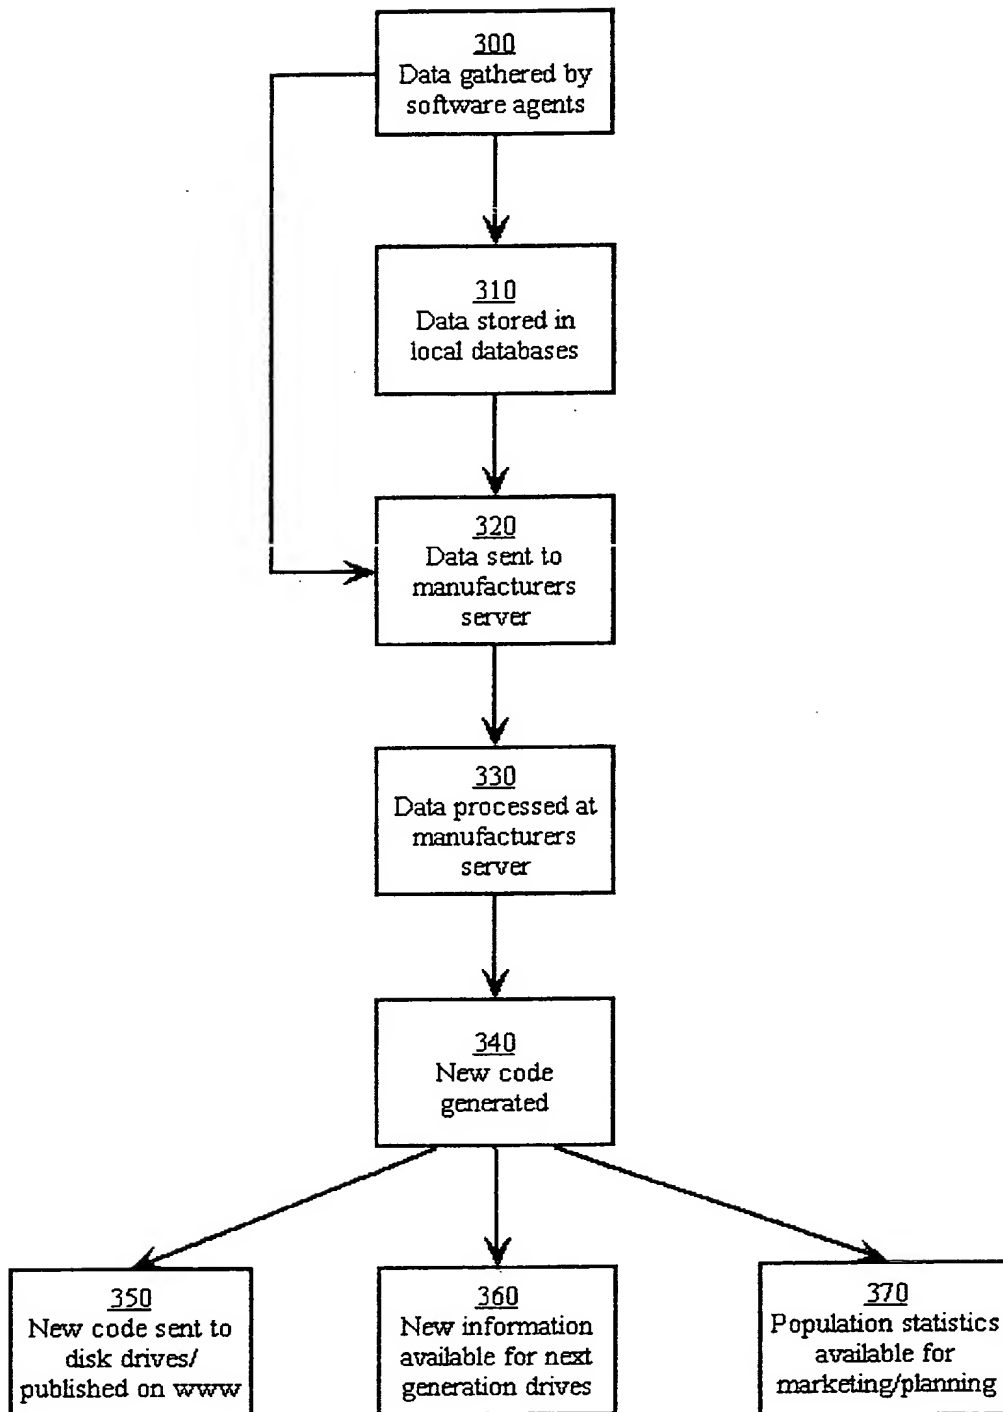 300
Data gathered by
software agents
310
Data stored in
local databases
320
Data sent to
manufacturers
server
330
Data processed at
manufacturers
server
340
New code
generated
350
New code sent to
disk drives/
published on www
360
New information
available for next
generation drives
370
Population statistics
available for
marketing/planning